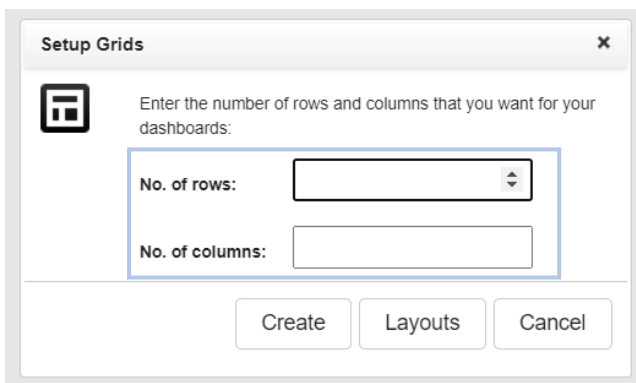 Setup Grids
Enter the number of rows and columns that you want for your
dashboards:
No. of rows:
No. of columns:
Create Layouts Cancel